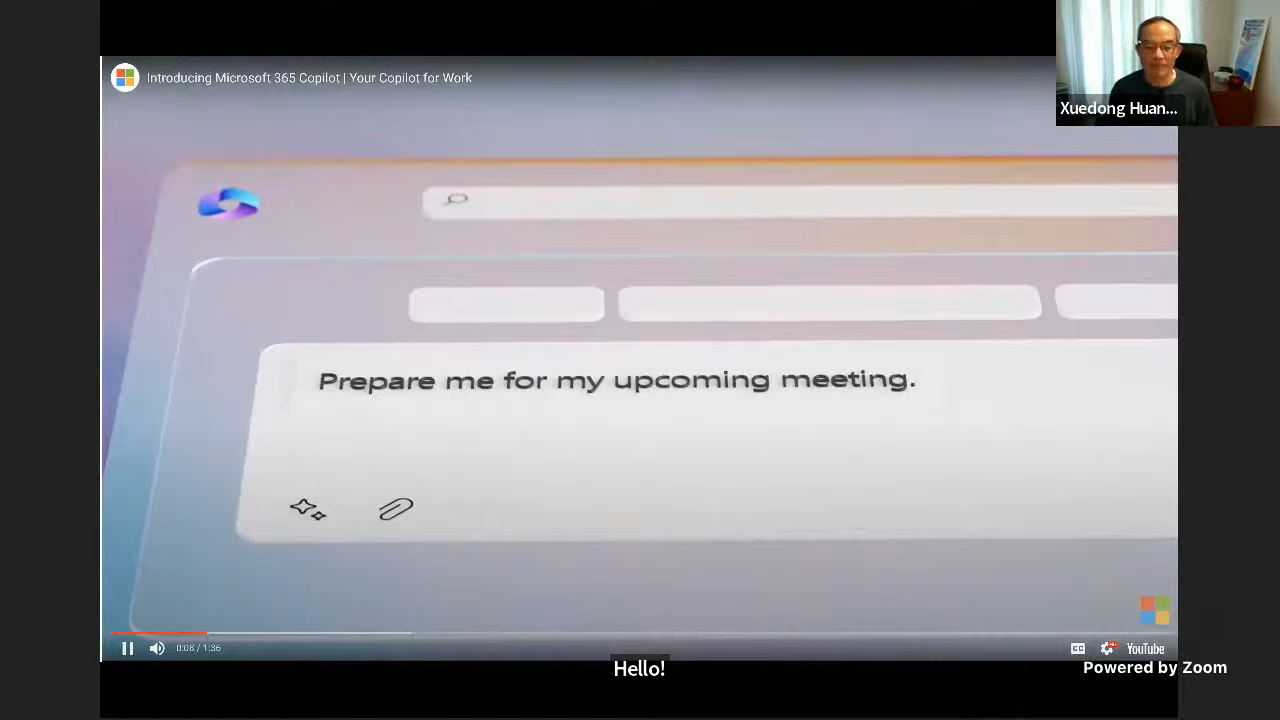 Introducing Microsoft 365 Copilot | Your Copilot for Work
Xuedong Huan...
Prepare me for my upcoming meeting.
0:08 / 1:36
CC
YouTube
Hello!
Powered by Zoom